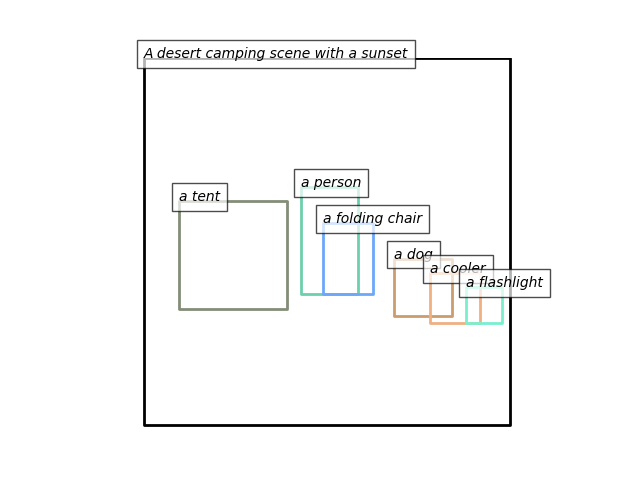 A desert camping scene with a sunset
a person
a tent
a folding chair
a dog
a cooler
a flashlight